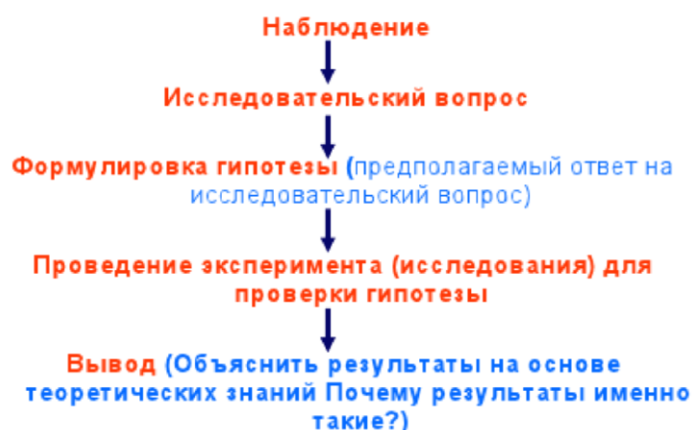 Наблюдение
Исследовательский вопрос
Формулировка гипотезы (предполагаемый ответ на
исследовательский вопрос)
Проведение эксперимента (исследования) для
проверки гипотезы
Вывод (Объяснить результаты на основе
теоретических знаний Почему результаты именно
такие?)